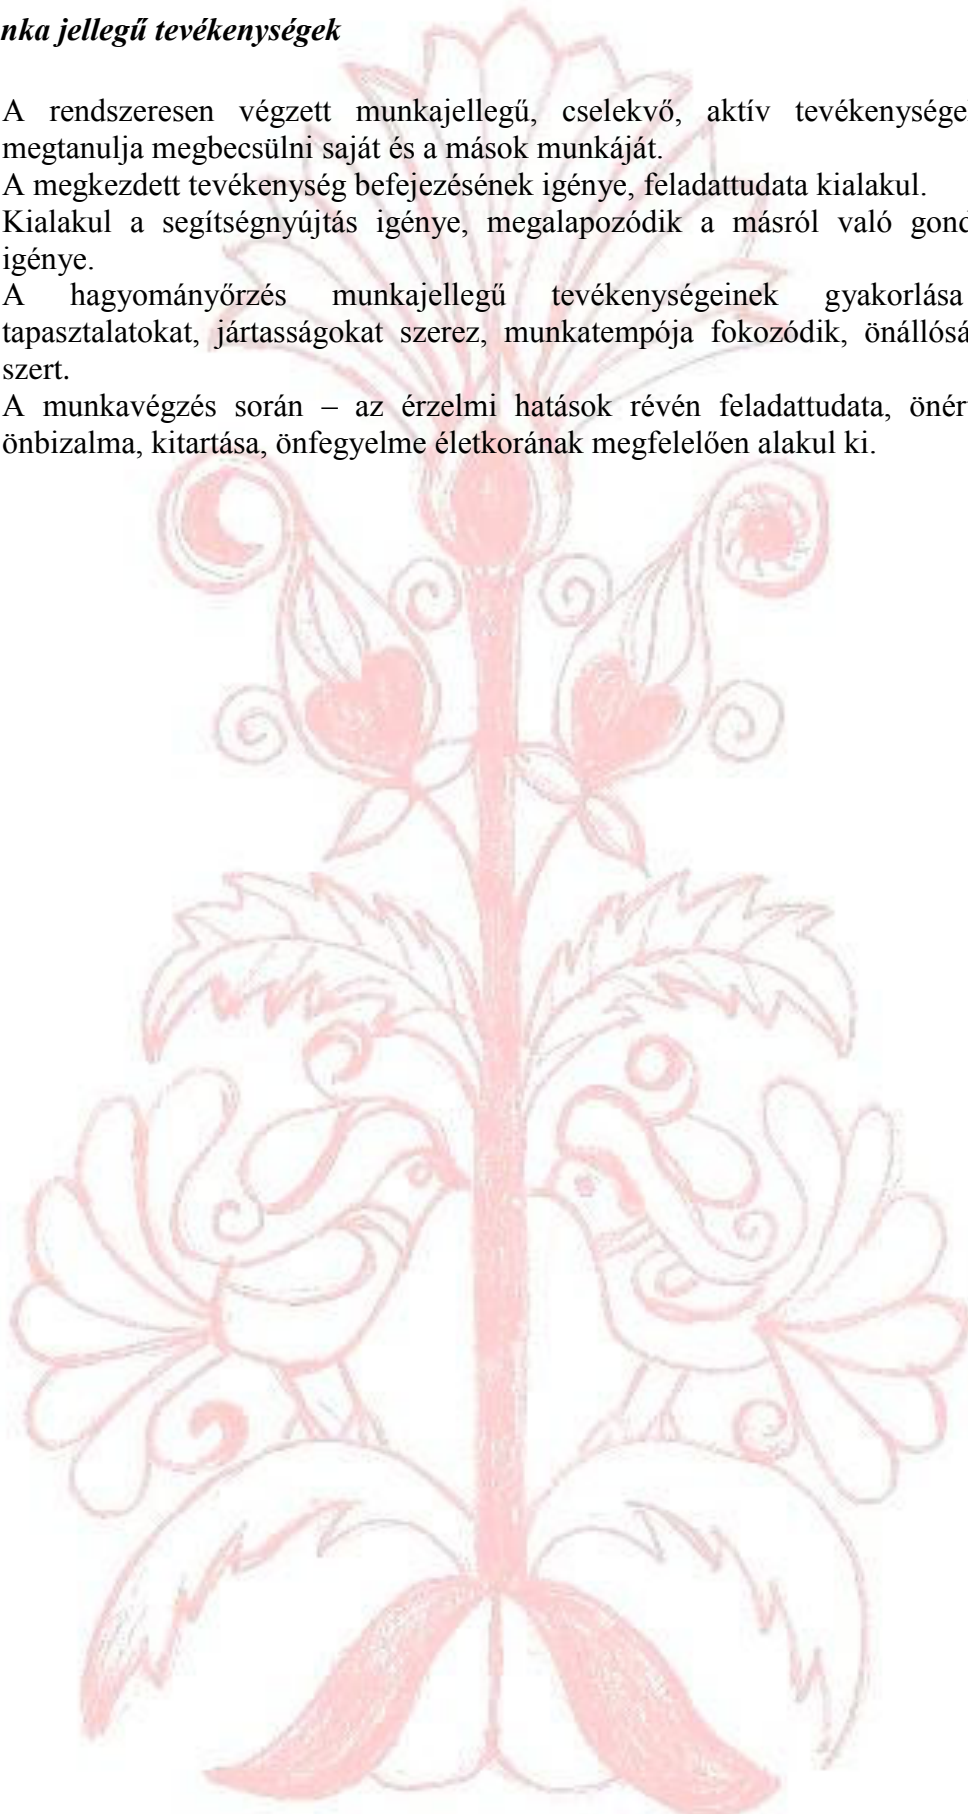 nka jellegű tevékenységek
A rendszeresen végzett munkajellegű, cselekvő, aktív tevékenysége
megtanulja megbecsülni saját és a mások munkáját.
A megkezdett tevékenység befejezésének igénye, feladattudata kialakul.
Kialakul a segítségnyújtás igénye, megalapozódik a másról való gond
igénye.
A hagyományőrzés munkajellegű tevékenységeinek gyakorlása
tapasztalatokat, jártasságokat szerez, munkatempója fokozódik, önállósá
szert.
A munkavégzés során – az érzelmi hatások révén feladattudata, önér
önbizalma, kitartása, önfegyelme életkorának megfelelően alakul ki.